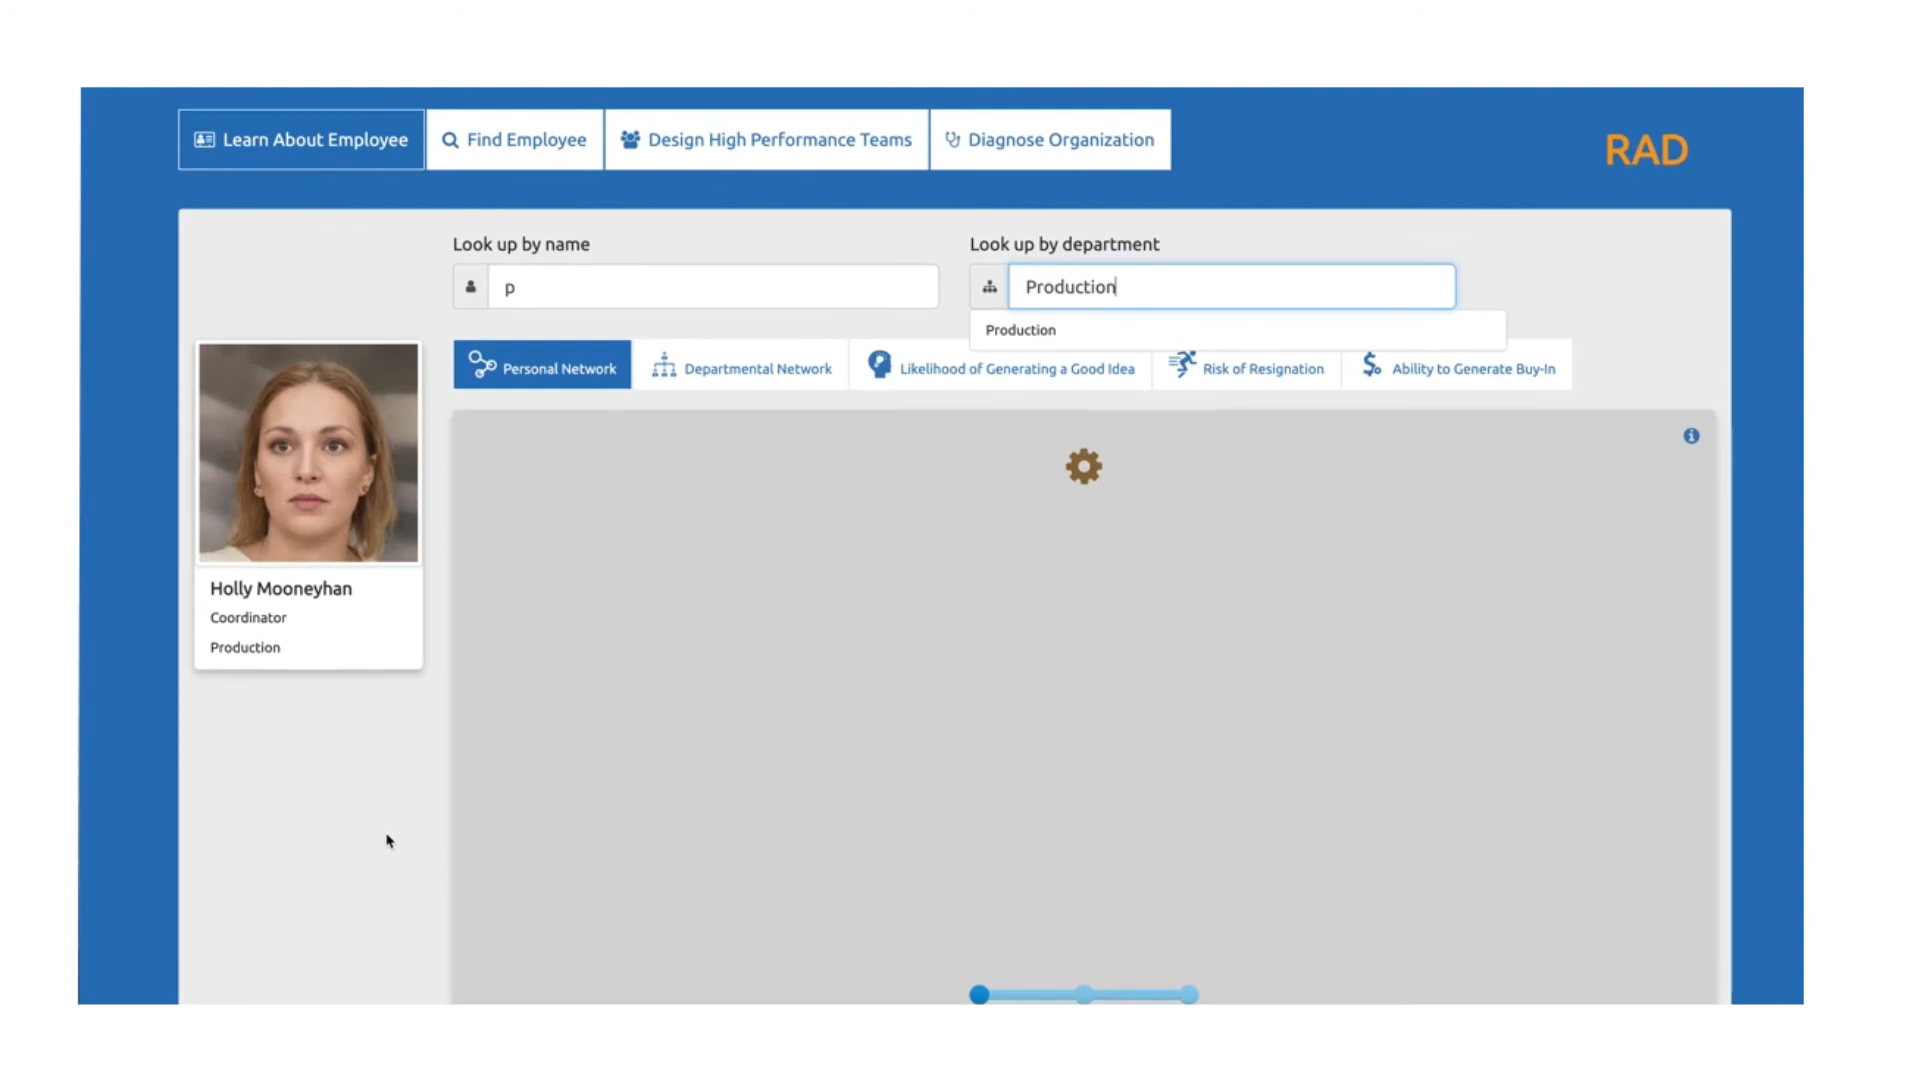 Learn About Employee
Find Employee
Design High Performance Teams
Diagnose Organization
RAD
Look up by name
Look up by department
p
Production
Production
Personal Network
Departmental Network
Likelihood of Generating a Good Idea
Risk of Resignation
Ability to Generate Buy-In
Holly Mooneyhan
Coordinator
Production